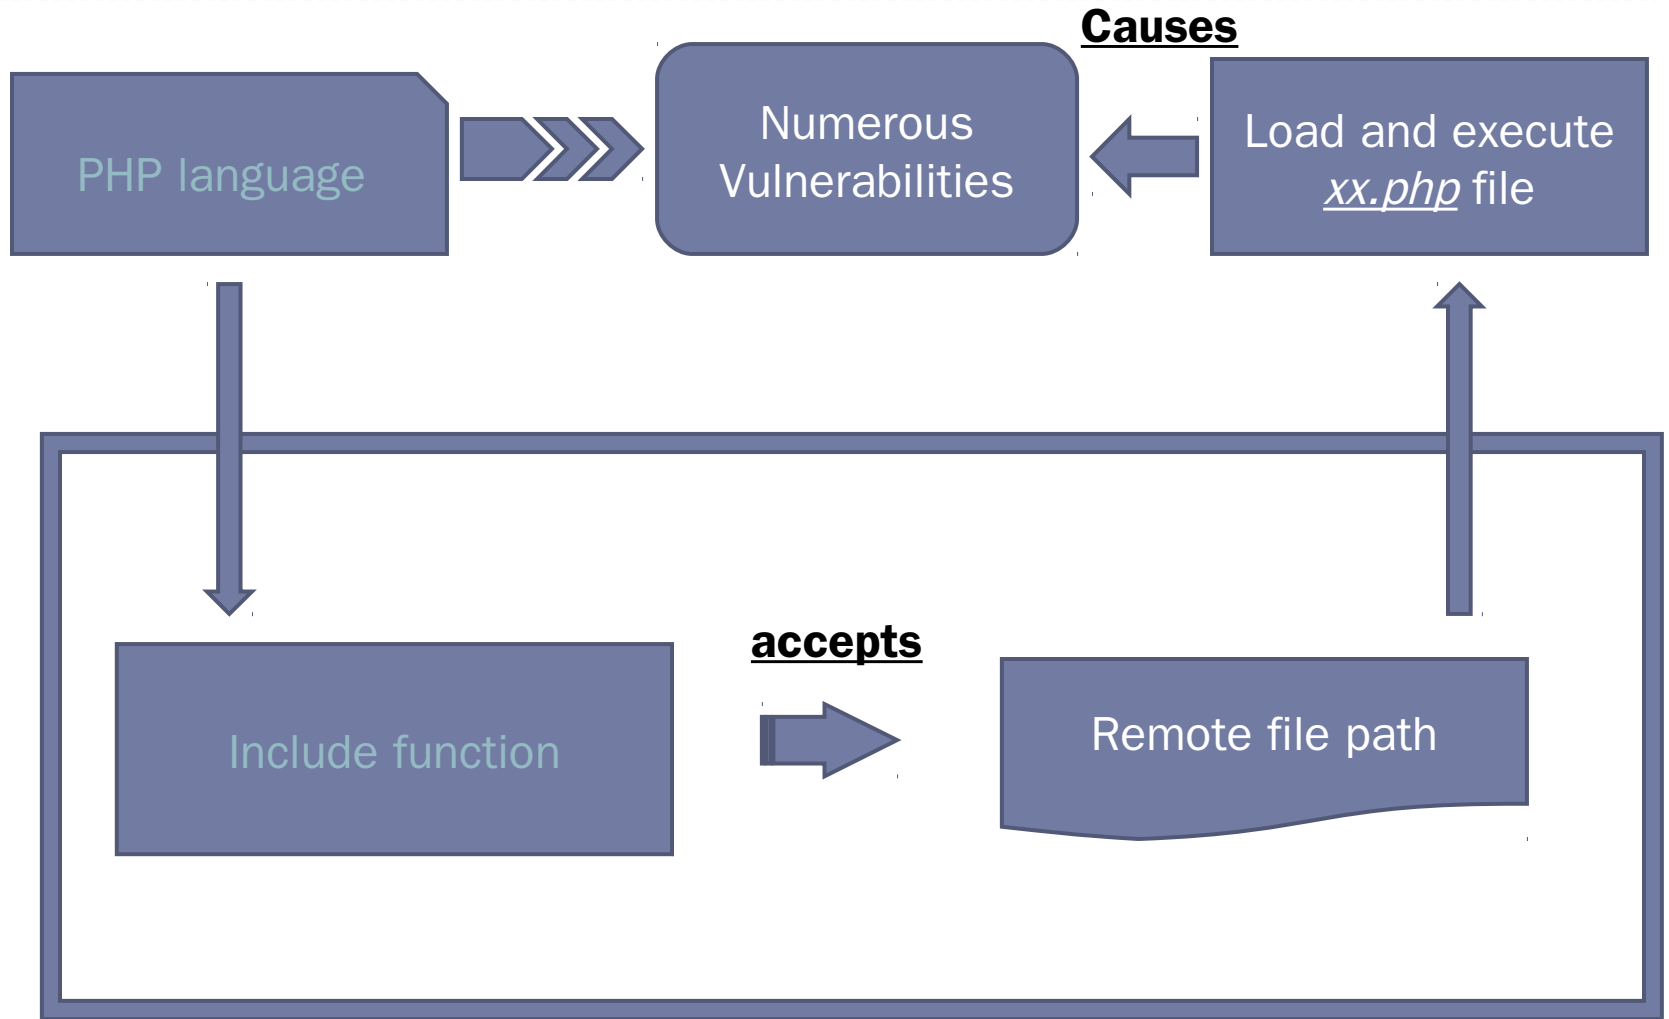 Causes
PHP language
Numerous
Vulnerabilities
Load and execute
xx.php file
accepts
Include function
Remote file path